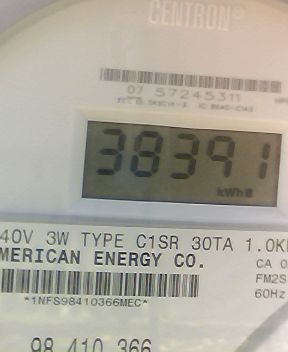 CENTRON®
07 57245311
38391
kWh
40V 3W TYPE C1SR 30TA 1.0K
MERICAN ENERGY CO.
CA 0
FM2S
60Hz
*1NFS98410366MEC*
98 410 366